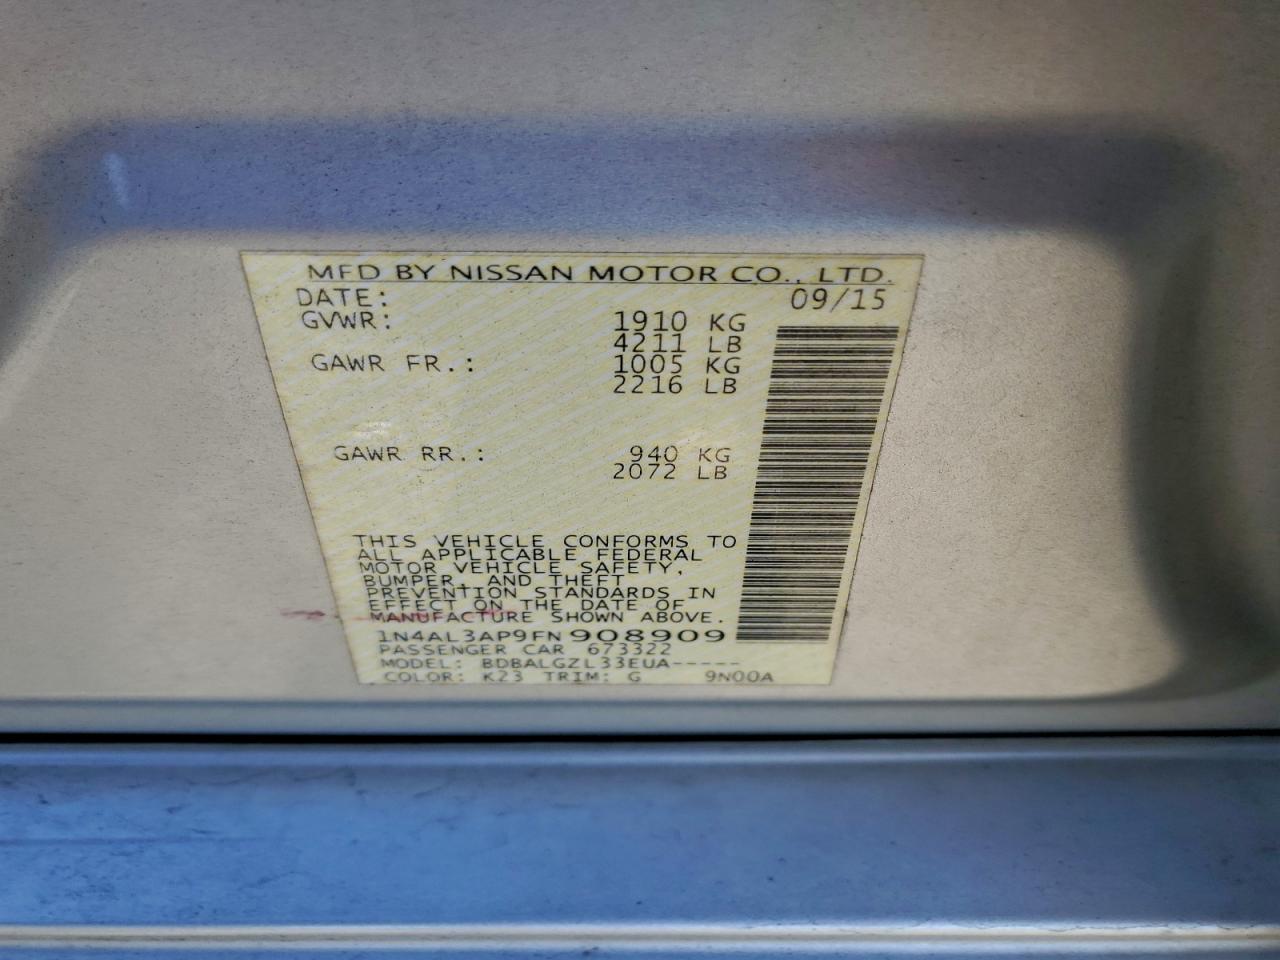 MFD BY NISSAN MOTOR CO., LTD.
DATE: 09/15
GVWR: 1910 KG
4211 LB
GAWR FR.: 1005 KG
2216 LB
GAWR RR.: 940 KG
2072 LB
THIS VEHICLE CONFORMS TO
ALL APPLICABLE FEDERAL
MOTOR VEHICLE SAFETY,
BUMPER, AND THEFT
PREVENTION STANDARDS IN
EFFECT ON THE DATE OF
MANUFACTURE SHOWN ABOVE.
1N4AL3AP9FN908909
PASSENGER CAR 673322
MODEL: BDBALGZL33EUA-----
COLOR: K23 TRIM: G 9N00A